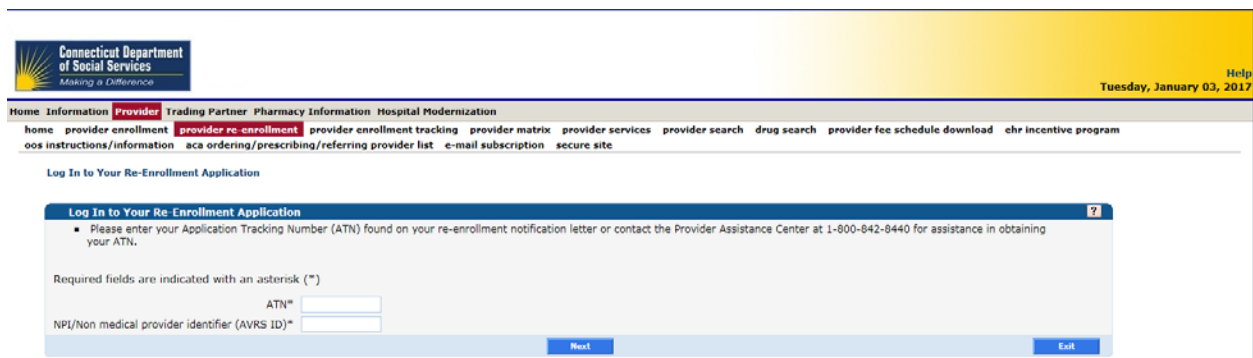 Connecticut Department
of Social Services
Making a Difference
Help
Tuesday, January 03, 2017
Home Information Provider Trading Partner Pharmacy Information Hospital Modernization
home provider enrollment provider re-enrollment provider enrollment tracking provider matrix provider services provider search drug search provider fee schedule download ehr incentive program
oos instructions/information aca ordering/prescribing/referring provider list e-mail subscription secure site
Log In to Your Re-Enrollment Application
Log In to Your Re-Enrollment Application ?
▪ Please enter your Application Tracking Number (ATN) found on your re-enrollment notification letter or contact the Provider Assistance Center at 1-800-842-8440 for assistance in obtaining
your ATN.
Required fields are indicated with an asterisk (*)
ATN*
NPI/Non medical provider identifier (AVRS ID)*
Next Exit